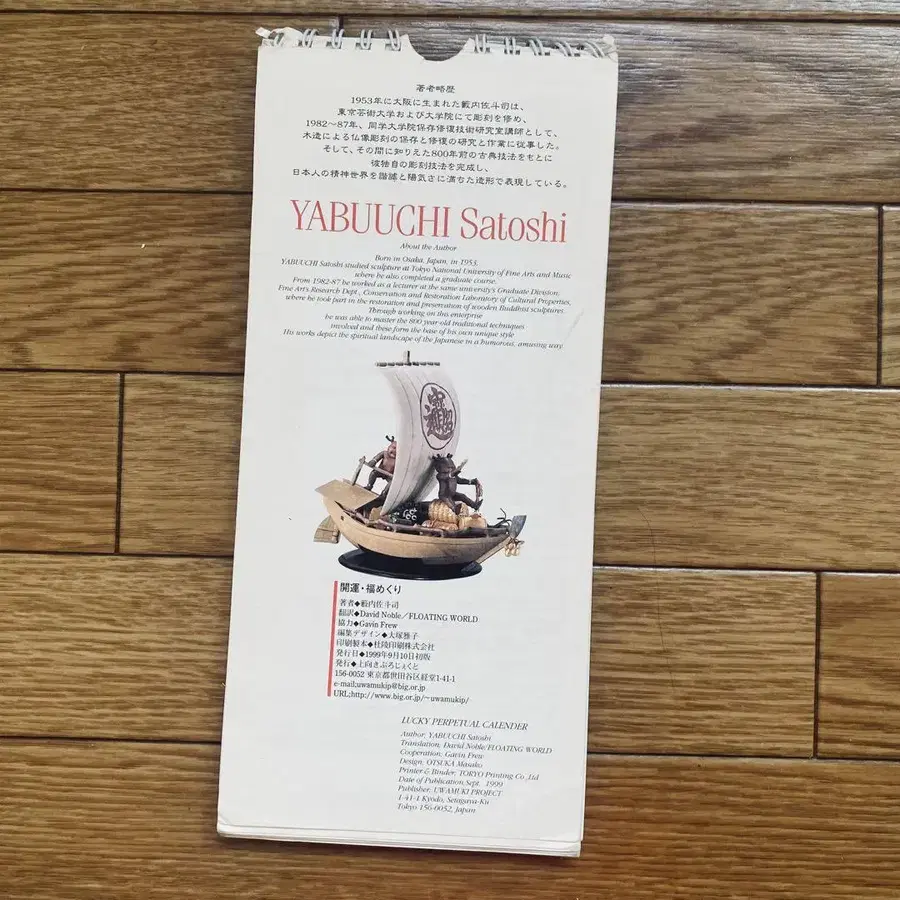 著者略歴
1953年に大阪に生まれた籔内佐斗司は、
東京芸術大学および大学院にて彫刻を修め、
1982〜87年、同学大学院保存修復技術研究室講師として、
木造による仏像彫刻の保存と修復の研究と作業に従事した。
そして、その間に知りえた800年前の古典技法をもとに
彼独自の彫刻技法を完成し、
日本人の精神世界を諧謔と陽気さに満ちた造形で表現している。
YABUUCHI Satoshi
About the Author
Born in Osaka, Japan, in 1953.
YABUUCHI Satoshi studied sculpture at Tokyo National University of Fine Arts and Music
where he also completed a graduate course.
From 1982-87 he worked as a lecturer at the same university's Graduate Division,
Fine Art's Research Dept., Conservation and Restoration Laboratory of Cultural Properties,
where he took part in the restoration and preservation of wooden Buddhist sculptures.
Through working on this enterprise
he was able to master the 800 year-old traditional techniques
involved and these form the base of his own unique style
His works depict the spiritual landscape of the Japanese in a humorous, amusing way.
開運・福めくり
著者◆籔内佐斗司
翻訳◆David Noble／FLOATING WORLD
協力◆Gavin Frew
編集デザイン◆大塚雅子
印刷製本◆杜陵印刷株式会社
発行日◆1999年9月10日初版
発行◆上向きぷろじぇくと
156-0052 東京都世田谷区経堂1-41-1
e-mail;uwamukip@big.or.jp
URL;http://www.big.or.jp/~uwamukip/
LUCKY PERPETUAL CALENDER
Author; YABUUCHI Satoshi
Translation; David Noble/FLOATING WORLD
Cooperation; Gavin Frew
Design; OTSUKA Masako
Printer & Binder; TORYO Printing Co.,Ltd
Date of Publication; Sept. 1999
Publisher; UWAMUKI PROJECT
1-41-1 Kyodo, Setagaya-Ku
Tokyo 156-0052, Japan